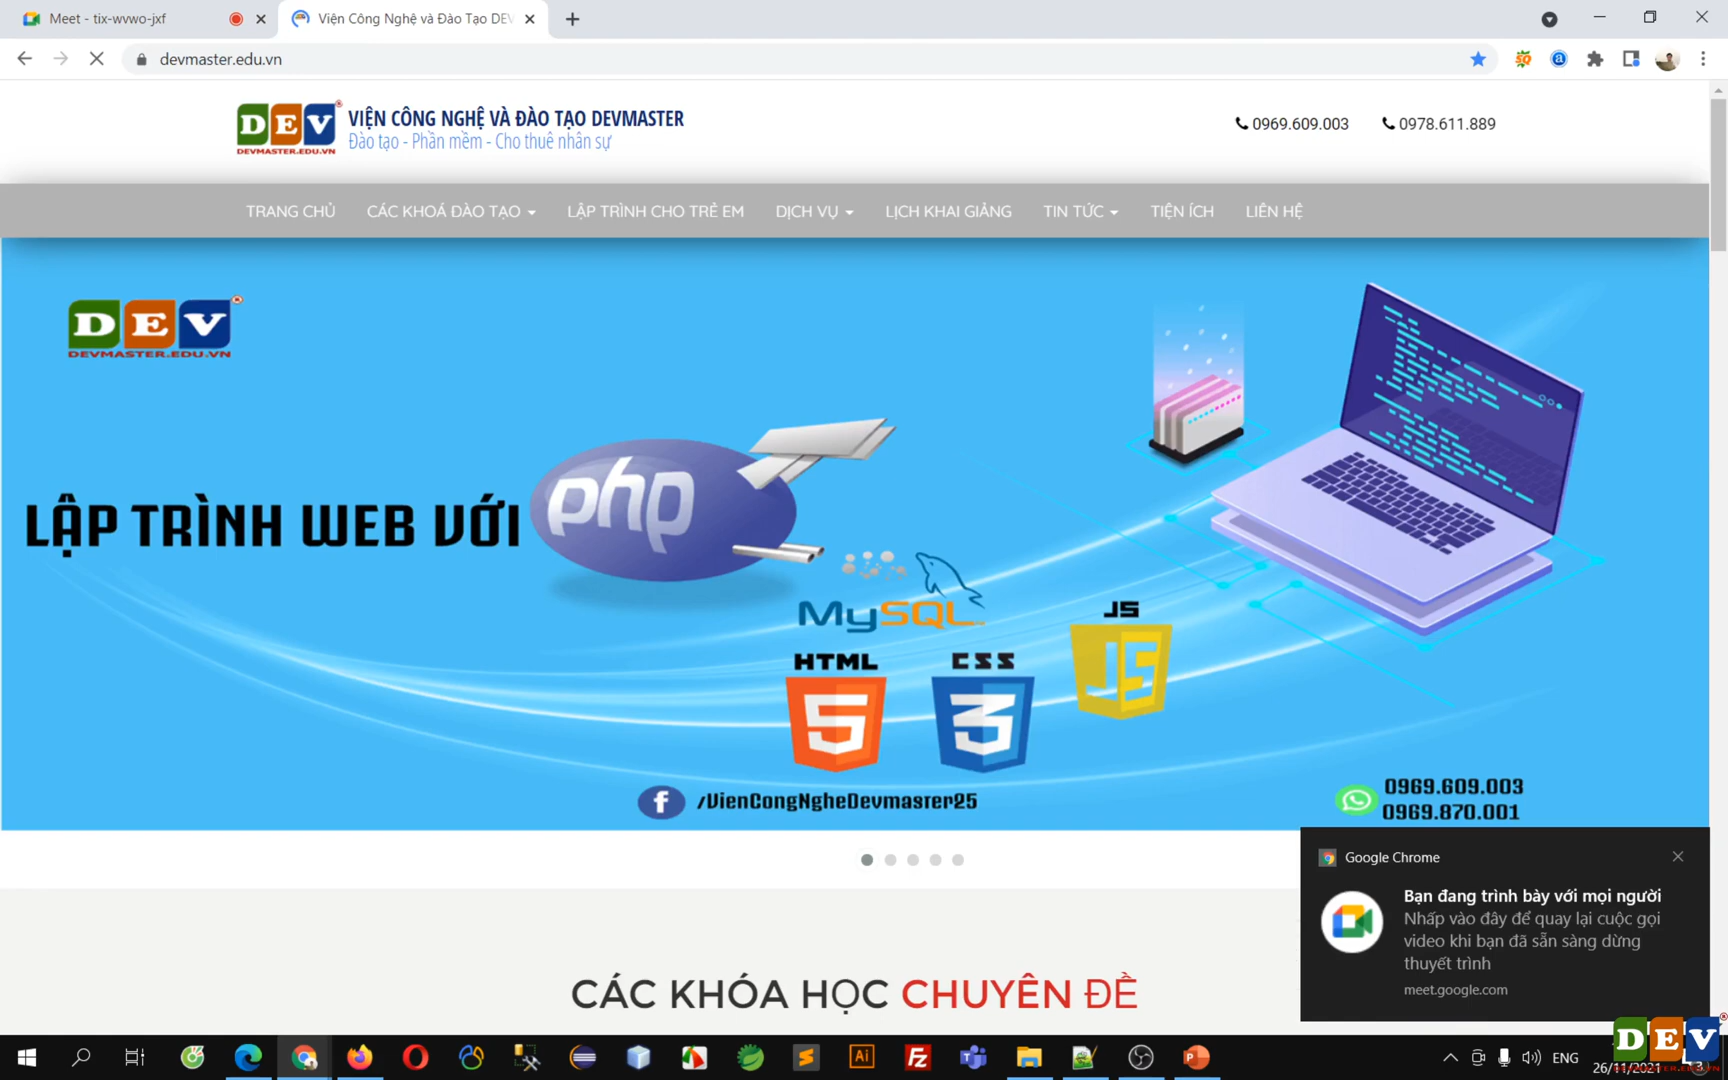 Meet - tix-wvwo-jxf
Viện Công Nghệ và Đào Tạo DEV
devmaster.edu.vn
DEV
DEVMASTER.EDU.VN
VIỆN CÔNG NGHỆ VÀ ĐÀO TẠO DEVMASTER
Đào tạo - Phần mềm - Cho thuê nhân sự
0969.609.003
0978.611.889
TRANG CHỦ
CÁC KHOÁ ĐÀO TẠO
LẬP TRÌNH CHO TRẺ EM
DỊCH VỤ
LỊCH KHAI GIẢNG
TIN TỨC
TIỆN ÍCH
LIÊN HỆ
DEV
DEVMASTER.EDU.VN
LẬP TRÌNH WEB VỚI
php
MySQL
JS
JS
HTML
CSS
5
3
/VienCongNgheDevmasrer25
0969.609.003
0969.870.001
Google Chrome
Bạn đang trình bày với mọi người
Nhấp vào đây để quay lại cuộc gọi
video khi bạn đã sẵn sàng dừng
thuyết trình
meet.google.com
CÁC KHÓA HỌC CHUYÊN ĐỀ
ENG
26/11/2021
DEV